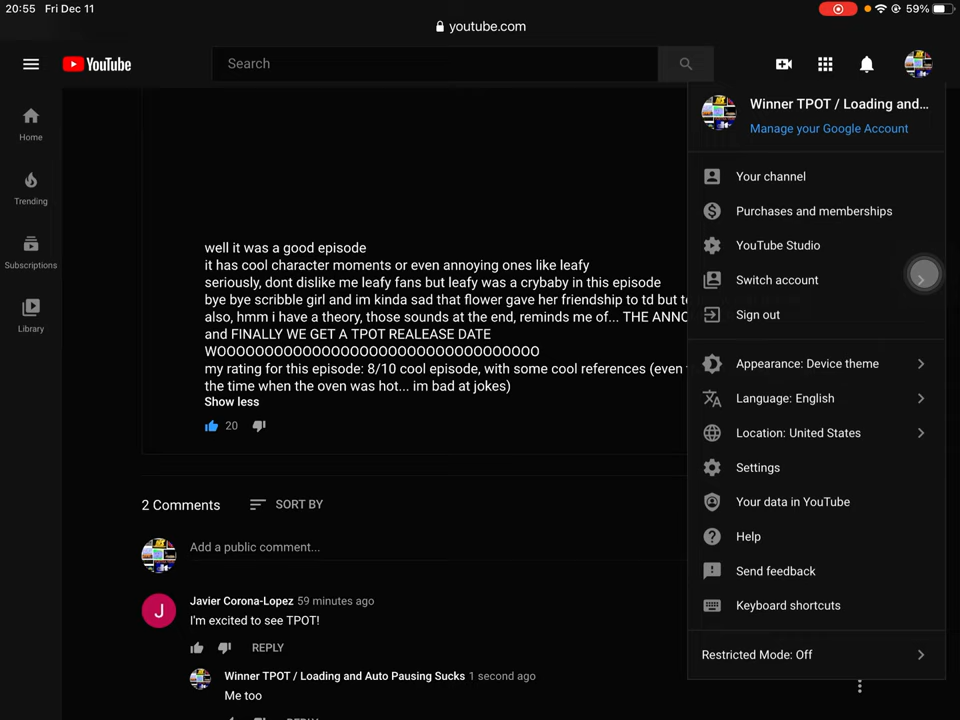 20:55 Fri Dec 11
59%
youtube.com
YouTube
Search
Home
Trending
Subscriptions
Library
well it was a good episode
it has cool character moments or even annoying ones like leafy
seriously, dont dislike me leafy fans but leafy was a crybaby in this episode
bye bye scribble girl and im kinda sad that flower gave her friendship to td but
also, hmm i have a theory, those sounds at the end, reminds me of... THE
and FINALLY WE GET A TPOT REALEASE DATE
WOOOOOOOOOOOOOOOOOOOOOOOOOOOOOOOOO
my rating for this episode: 8/10 cool episode, with some cool references (even
the time when the oven was hot... im bad at jokes)
Show less
20
2 Comments
SORT BY
Add a public comment...
J
Javier Corona-Lopez 59 minutes ago
I'm excited to see TPOT!
REPLY
Winner TPOT / Loading and Auto Pausing Sucks 1 second ago
Me too
Winner TPOT / Loading and...
Manage your Google Account
Your channel
Purchases and memberships
YouTube Studio
Switch account
Sign out
Appearance: Device theme
Language: English
Location: United States
Settings
Your data in YouTube
Help
Send feedback
Keyboard shortcuts
Restricted Mode: Off